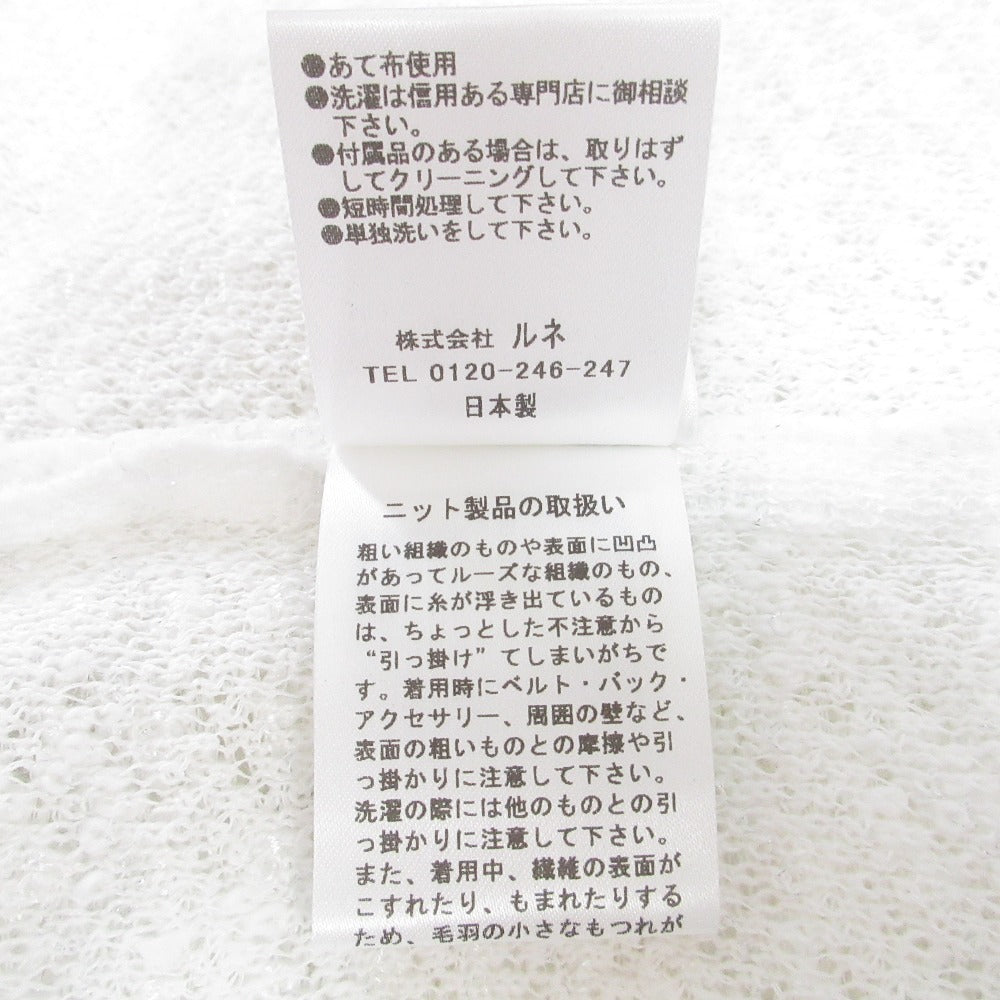 ●あて布使用
●洗濯は信用ある専門店に御相談
下さい。
●付属品のある場合は、取りはず
してクリーニングして下さい。
●短時間処理して下さい。
●単独洗いをして下さい。
株式会社 ルネ
TEL 0120-246-247
日本製
ニット製品の取扱い
粗い組織のものや表面に凹凸
があってルーズな組織のもの、
表面に糸が浮き出ているもの
は、ちょっとした不注意から
“引っ掛け”てしまいがちで
す。着用時にベルト・バック・
アクセサリー、周囲の壁など、
表面の粗いものとの摩擦や引
っ掛かりに注意して下さい。
洗濯の際には他のものとの引
っ掛かりに注意して下さい。
また、着用中、繊維の表面が
こすれたり、もまれたりする
ため、毛羽の小さなもつれが